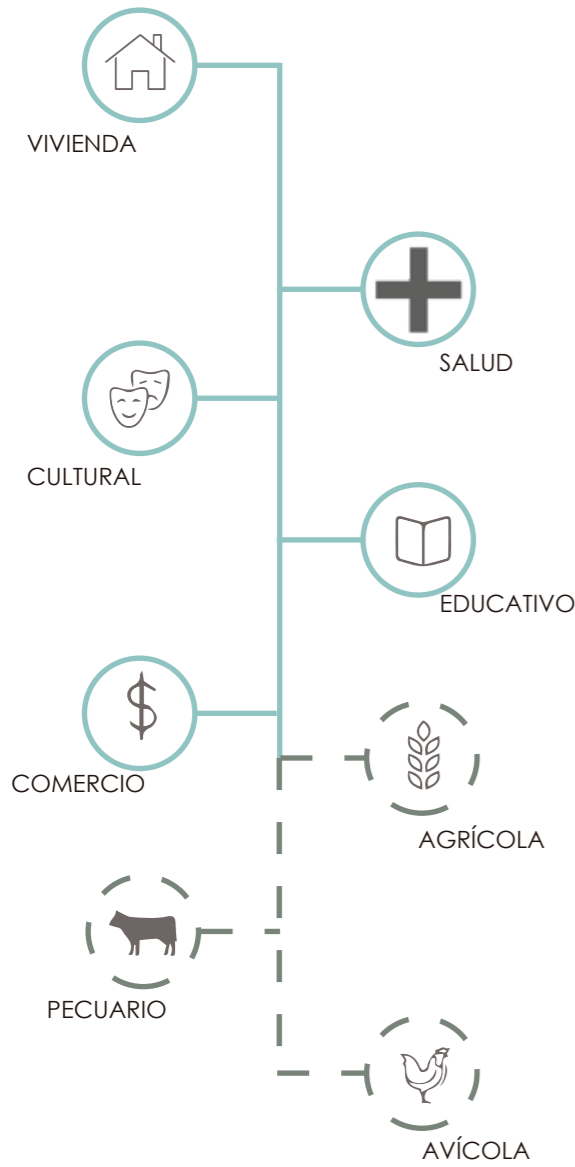 VIVIENDA
SALUD
CULTURAL
EDUCATIVO
$
COMERCIO
AGRÍCOLA
PECUARIO
AVÍCOLA